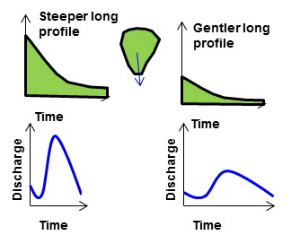 Steeper long
profile
Gentler long
profile
Time
Time
Discharge
Time
Discharge
Time